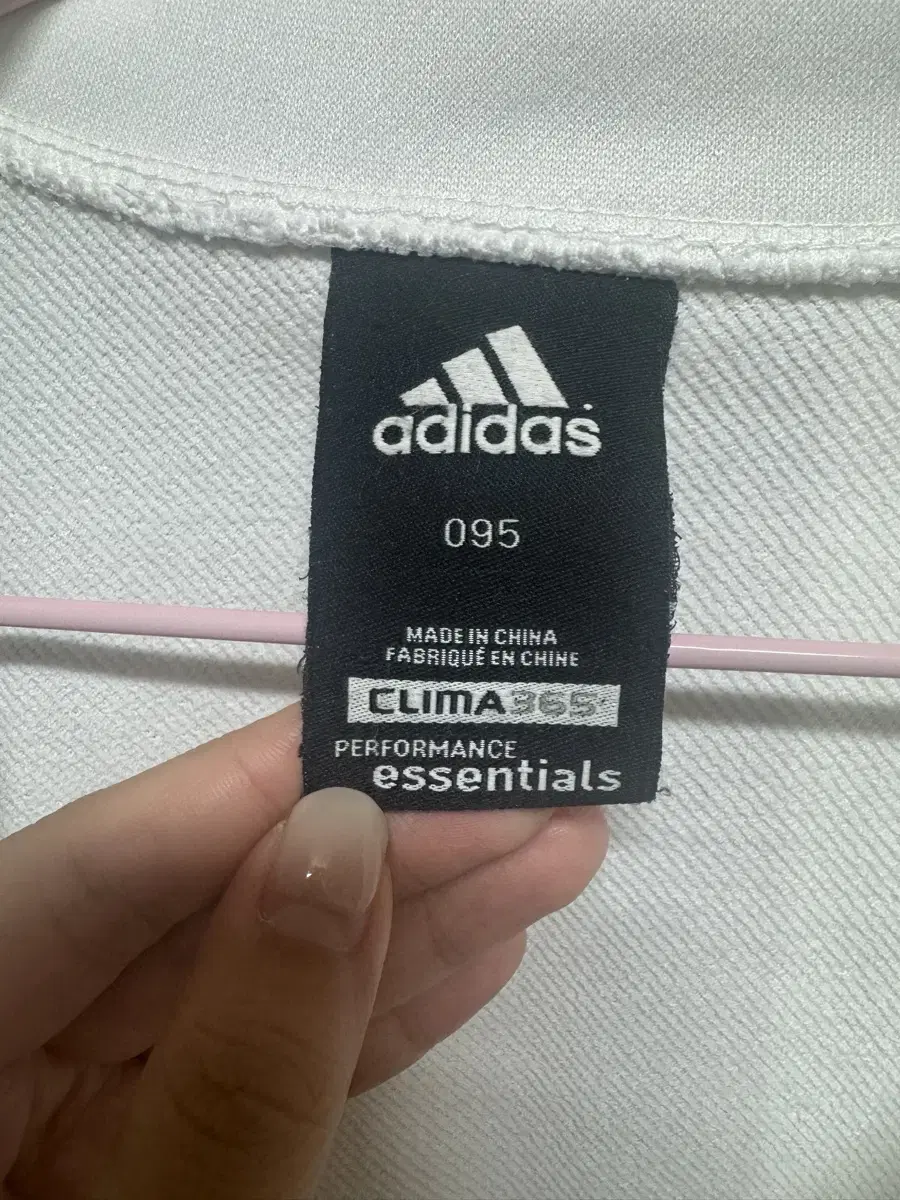 adidas
095
MADE IN CHINA
FABRIQUÉ EN CHINE
CLIMA365
PERFORMANCE
essentials